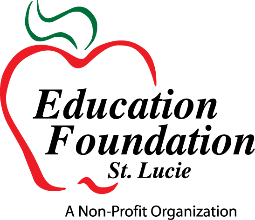 Education
Foundation
St. Lucie
A Non-Profit Organization